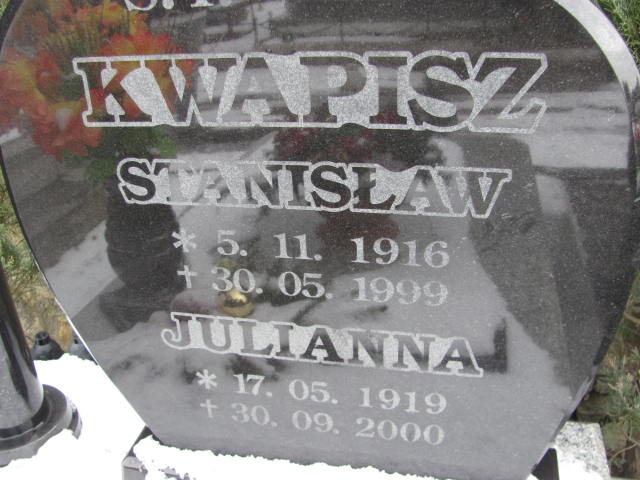 KWAPISZ
STANISŁAW
* 5. 11. 1916
† 30. 05. 1999
JULIANNA
* 17. 05. 1919
† 30. 09. 2000